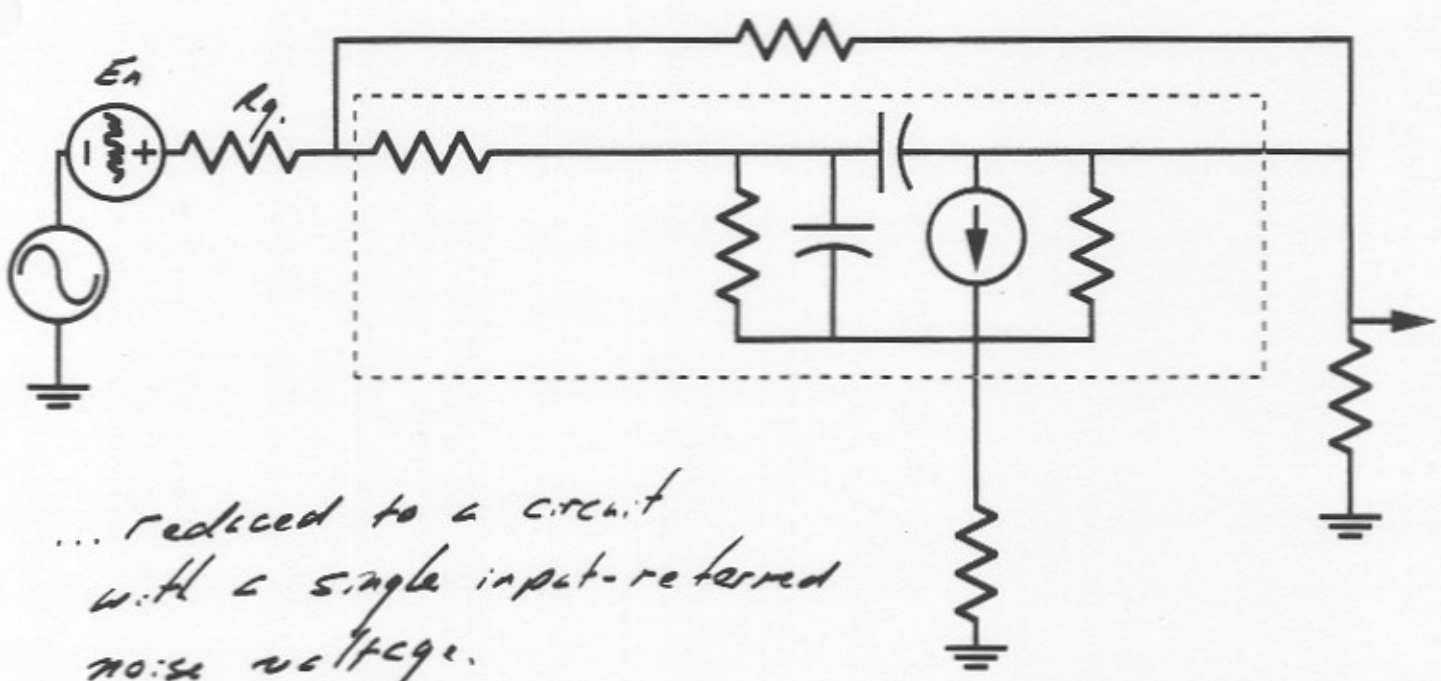 En
Rg.
... reduced to a circuit
with a single input-referred
noise voltage.